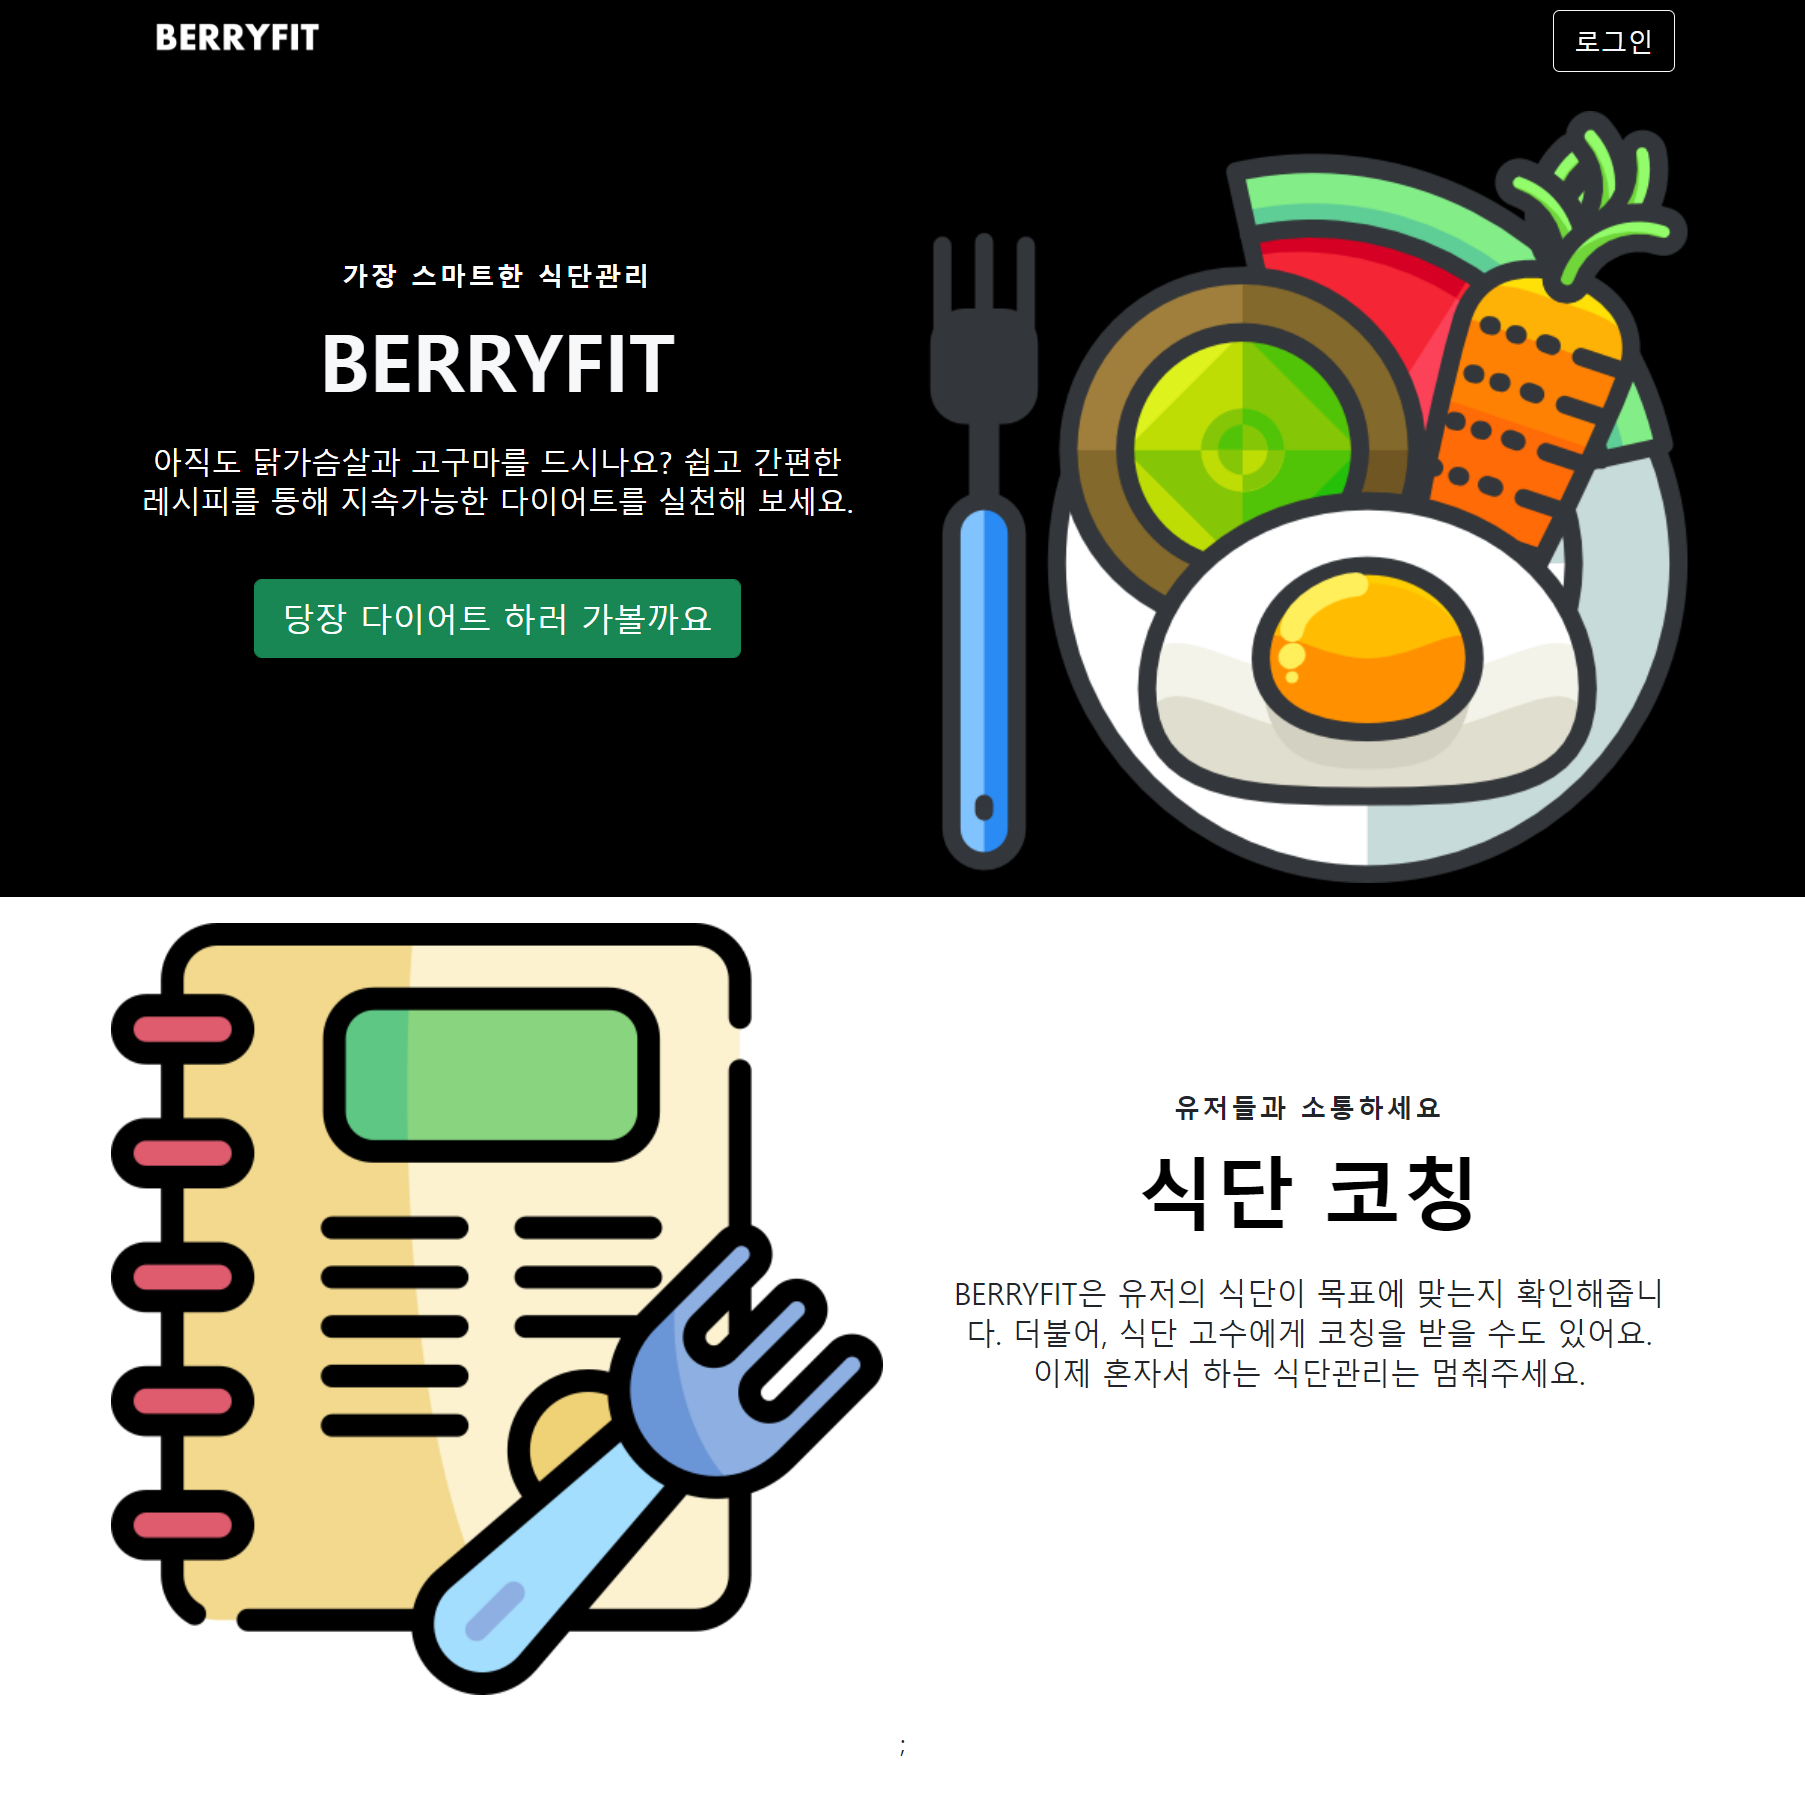 BERRYFIT
로그인
가장 스마트한 식단관리
BERRYFIT
아직도 닭가슴살과 고구마를 드시나요? 쉽고 간편한
레시피를 통해 지속가능한 다이어트를 실천해 보세요.
당장 다이어트 하러 가볼까요
유저들과 소통하세요
식단 코칭
BERRYFIT은 유저의 식단이 목표에 맞는지 확인해줍니
다. 더불어, 식단 고수에게 코칭을 받을 수도 있어요.
이제 혼자서 하는 식단관리는 멈춰주세요.
;